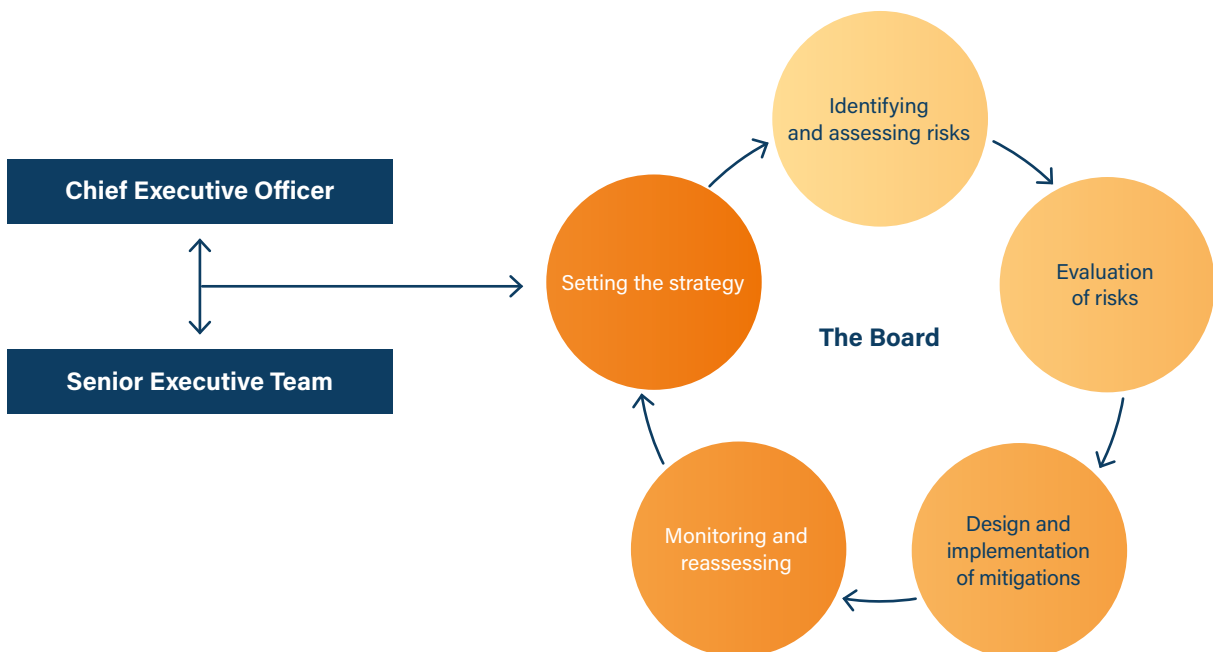 Chief Executive Officer
Senior Executive Team
Identifying
and assessing risks
Setting the strategy
Evaluation
of risks
The Board
Monitoring and
reassessing
Design and
implementation
of mitigations